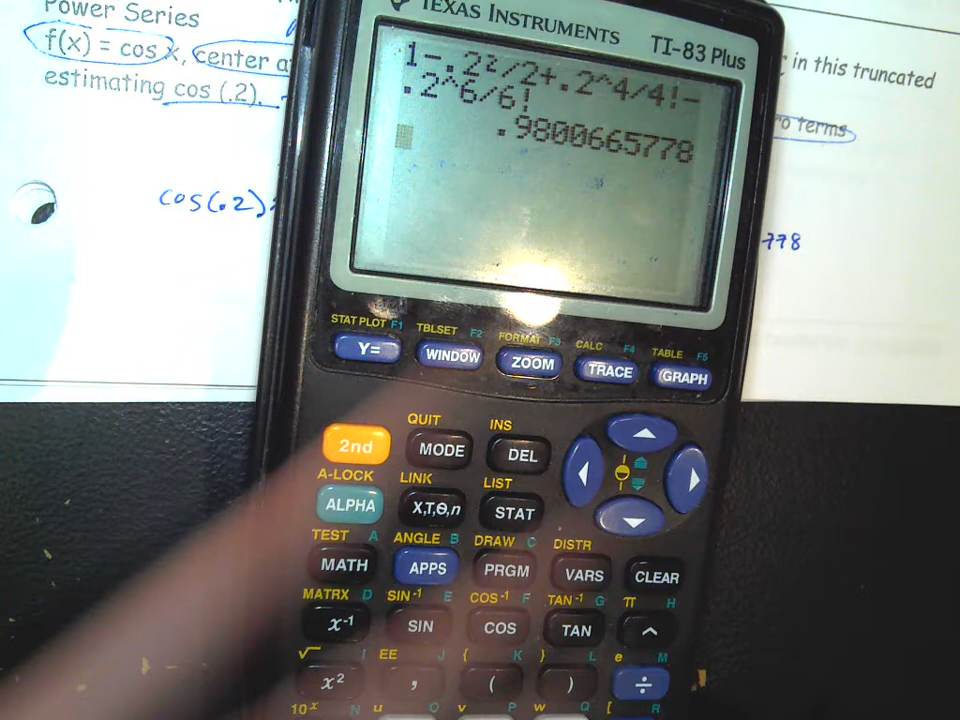 Power Series
f(x) = cos x, center a
estimating cos (.2).
cos(.2)
in this truncated
ro terms
778
TEXAS INSTRUMENTS TI-83 Plus
1-.2²/2+.2^4/4!-
.2^6/6!
.9800665778
STAT PLOT F1 TBLSET F2 FORMAT F3 CALC F4 TABLE F5
Y= WINDOW ZOOM TRACE GRAPH
QUIT INS
2nd MODE DEL
A-LOCK LINK LIST
ALPHA X,T,Θ,n STAT
TEST A ANGLE B DRAW C DISTR
MATH APPS PRGM VARS CLEAR
MATRX D SIN⁻¹ E COS⁻¹ F TAN⁻¹ G π H
x⁻¹ SIN COS TAN ^
√ I EE J { K } L e M
x² , ( ) ÷
10ˣ N u O v P w Q [ R